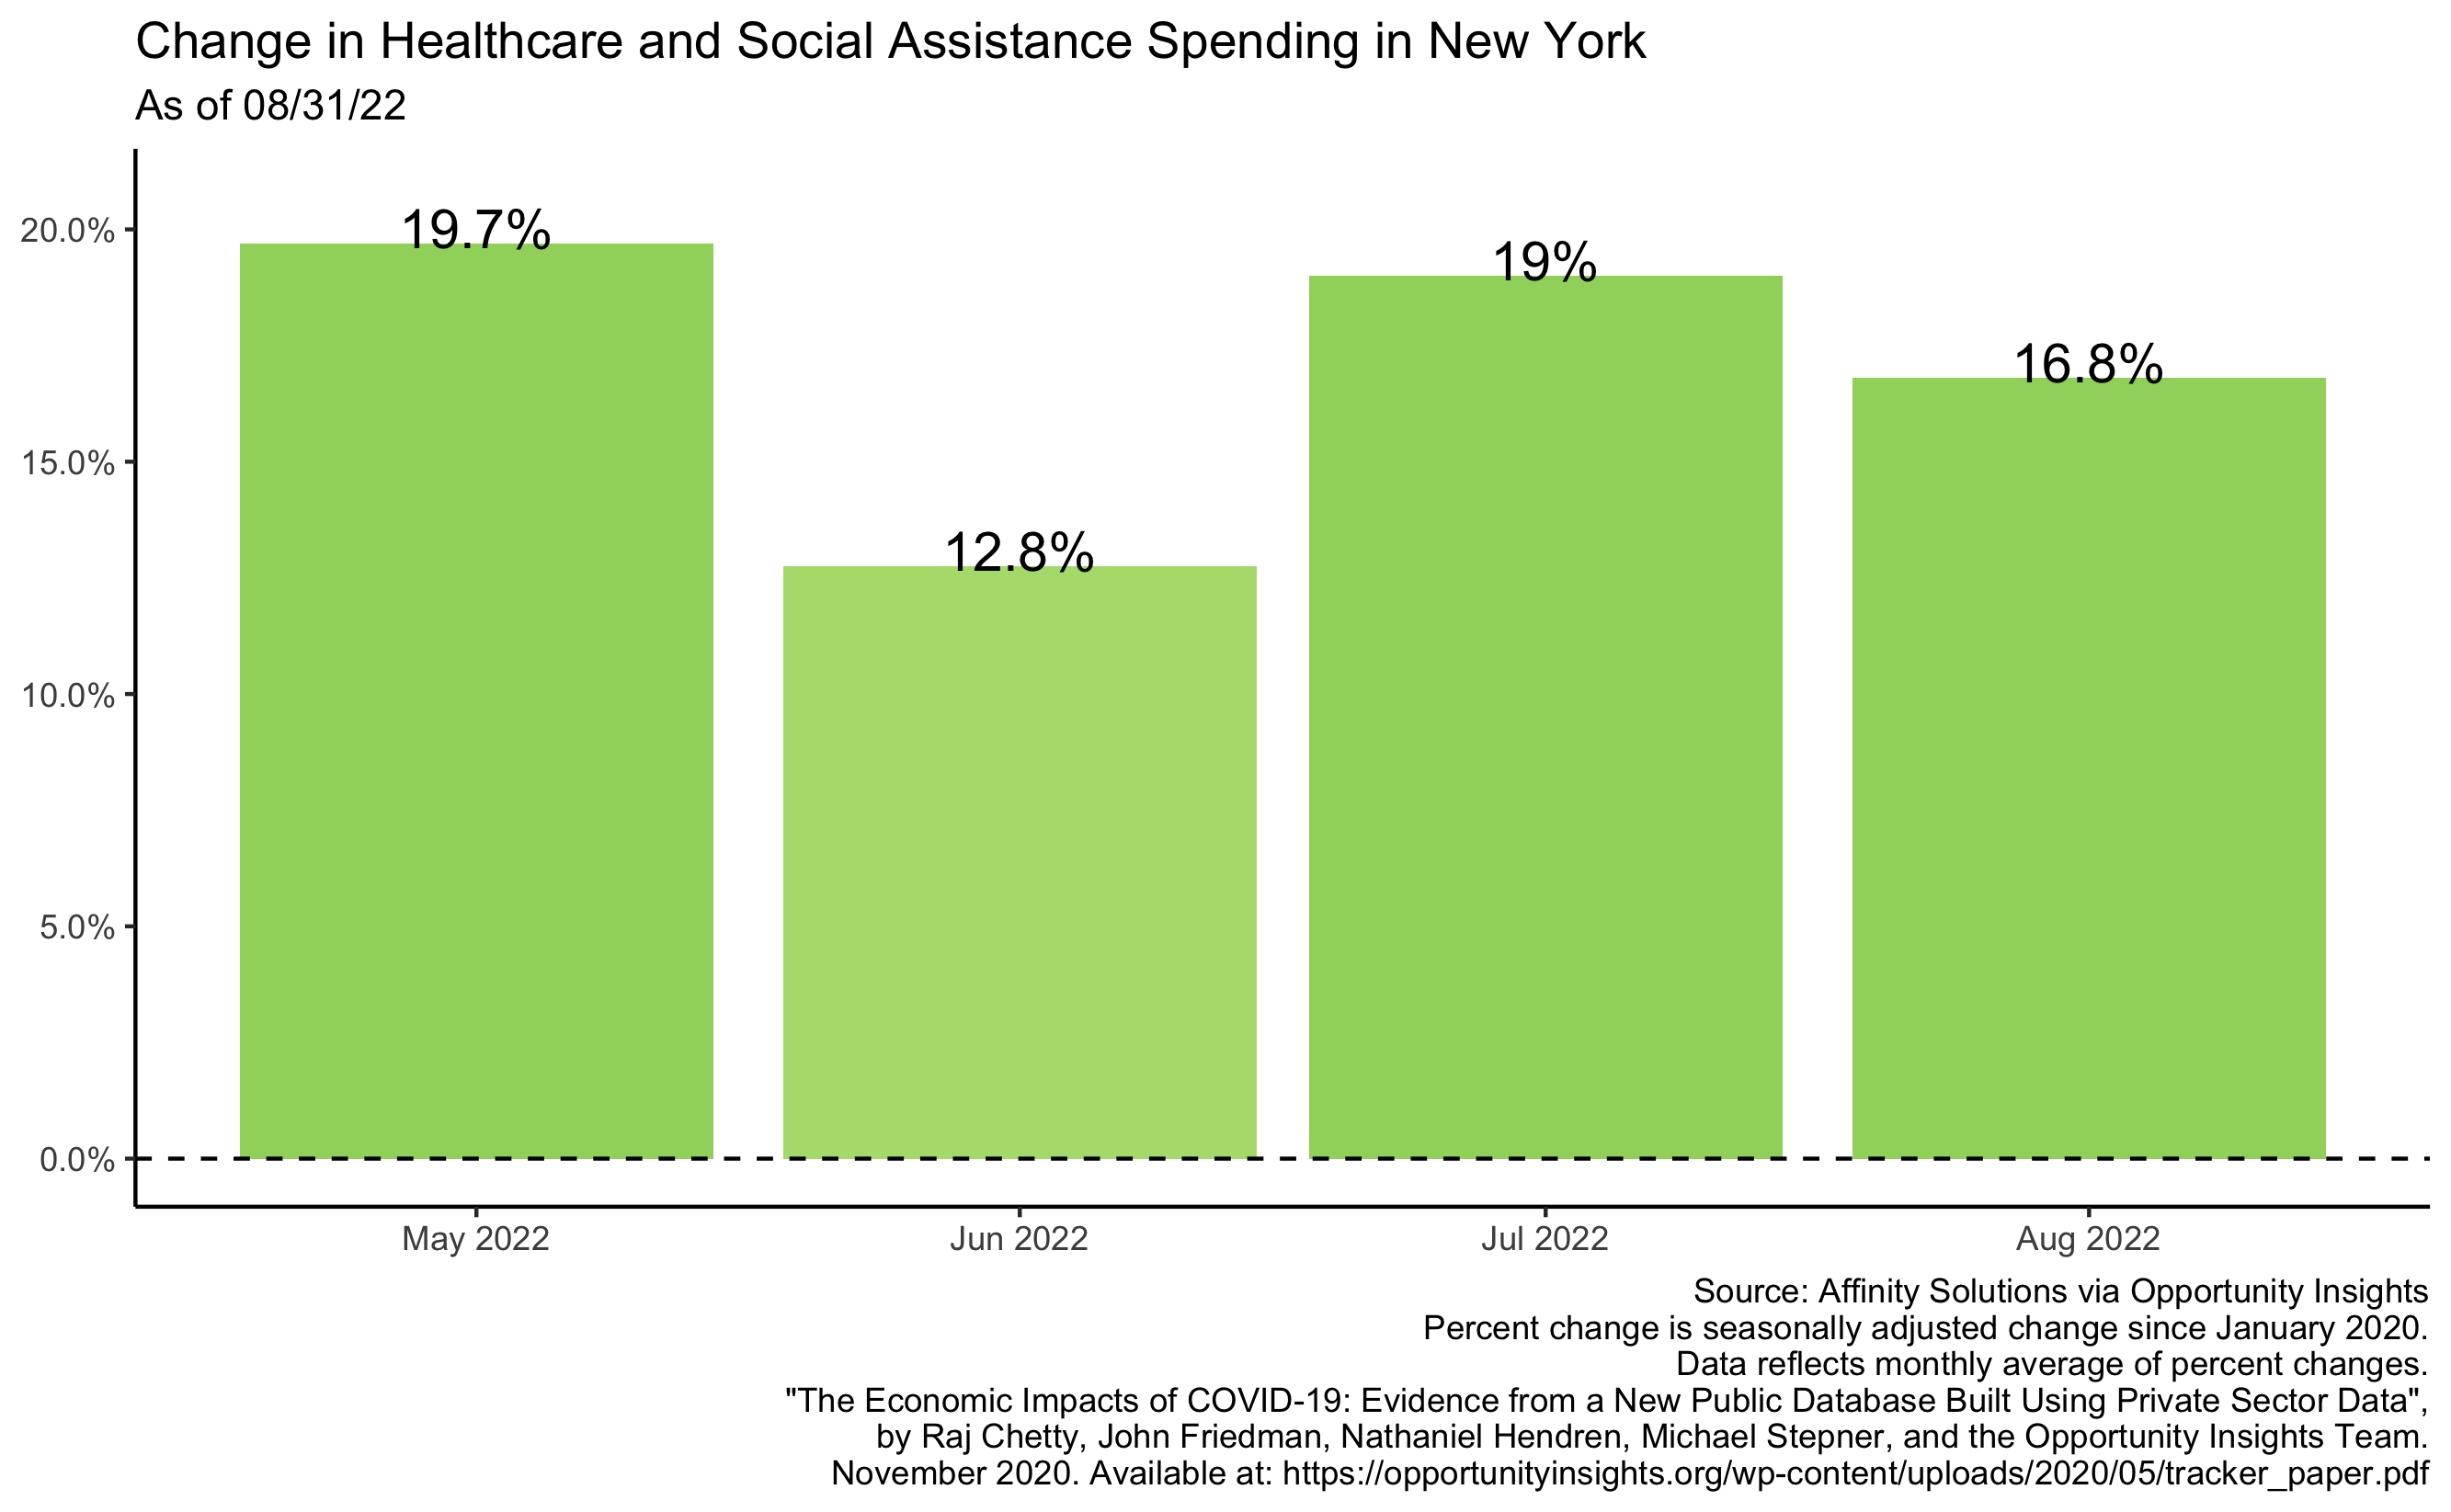 Change in Healthcare and Social Assistance Spending in New York
As of 08/31/22
20.0%
15.0%
10.0%
5.0%
0.0%
19.7%
12.8%
19%
16.8%
May 2022
Jun 2022
Jul 2022
Aug 2022
Source: Affinity Solutions via Opportunity Insights
Percent change is seasonally adjusted change since January 2020.
Data reflects monthly average of percent changes.
"The Economic Impacts of COVID-19: Evidence from a New Public Database Built Using Private Sector Data",
by Raj Chetty, John Friedman, Nathaniel Hendren, Michael Stepner, and the Opportunity Insights Team.
November 2020. Available at: https://opportunityinsights.org/wp-content/uploads/2020/05/tracker_paper.pdf